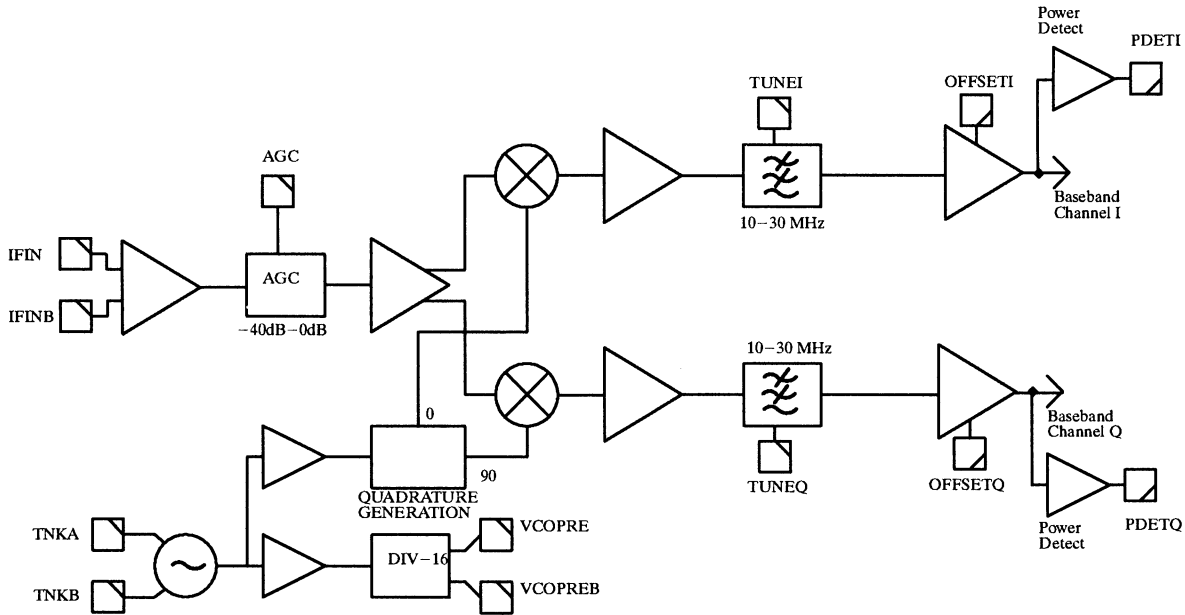 Power
Detect
PDETI
TUNEI
OFFSETI
AGC
10–30 MHz
Baseband
Channel I
IFIN
AGC
IFINB
–40dB–0dB
10–30 MHz
0
Baseband
Channel Q
90
TUNEQ
OFFSETQ
QUADRATURE
GENERATION
TNKA
VCOPRE
Power
Detect
PDETQ
DIV–16
TNKB
VCOPREB